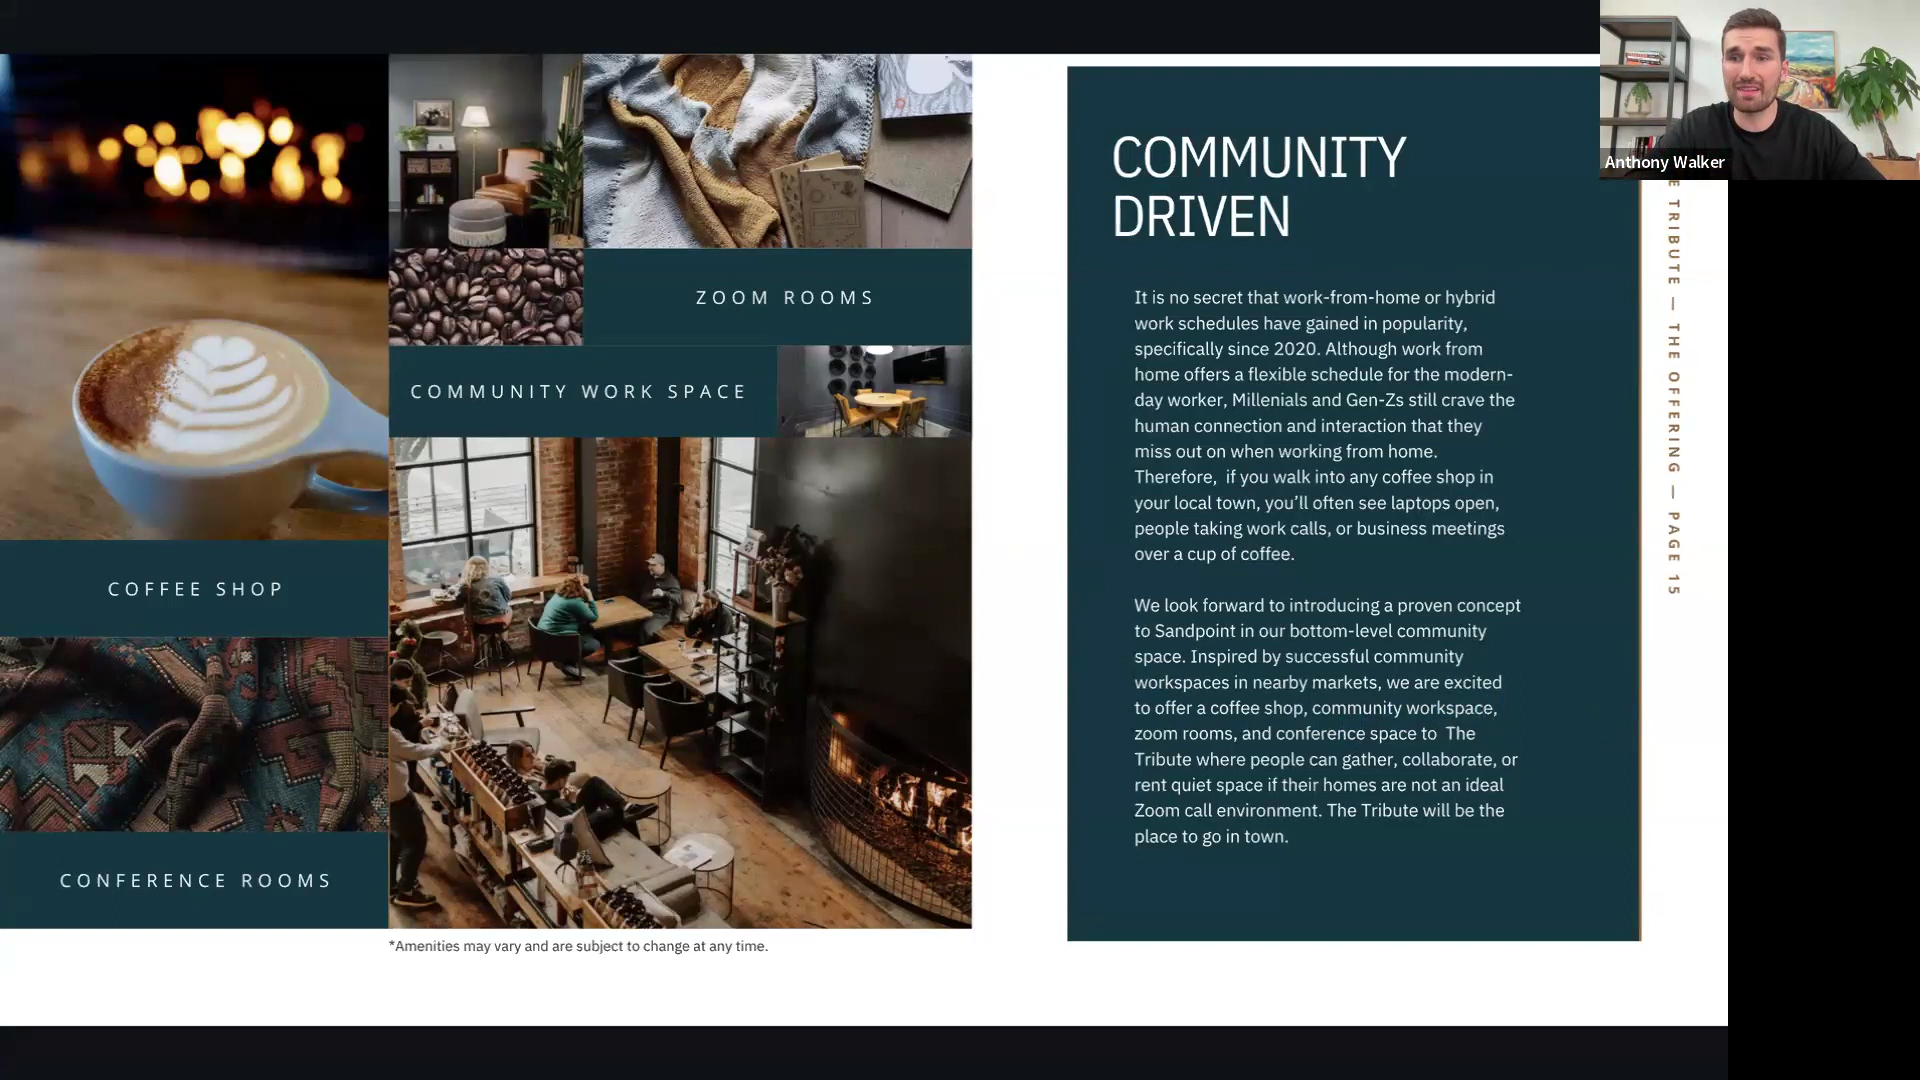 ZOOM ROOMS
COMMUNITY WORK SPACE
COFFEE SHOP
CONFERENCE ROOMS
*Amenities may vary and are subject to change at any time.
COMMUNITY
DRIVEN
It is no secret that work-from-home or hybrid
work schedules have gained in popularity,
specifically since 2020. Although work from
home offers a flexible schedule for the modern-
day worker, Millenials and Gen-Zs still crave the
human connection and interaction that they
miss out on when working from home.
Therefore,  if you walk into any coffee shop in
your local town, you’ll often see laptops open,
people taking work calls, or business meetings
over a cup of coffee.
We look forward to introducing a proven concept
to Sandpoint in our bottom-level community
space. Inspired by successful community
workspaces in nearby markets, we are excited
to offer a coffee shop, community workspace,
zoom rooms, and conference space to  The
Tribute where people can gather, collaborate, or
rent quiet space if their homes are not an ideal
Zoom call environment. The Tribute will be the
place to go in town.
TRIBUTE — THE OFFERING — PAGE 15
Anthony Walker